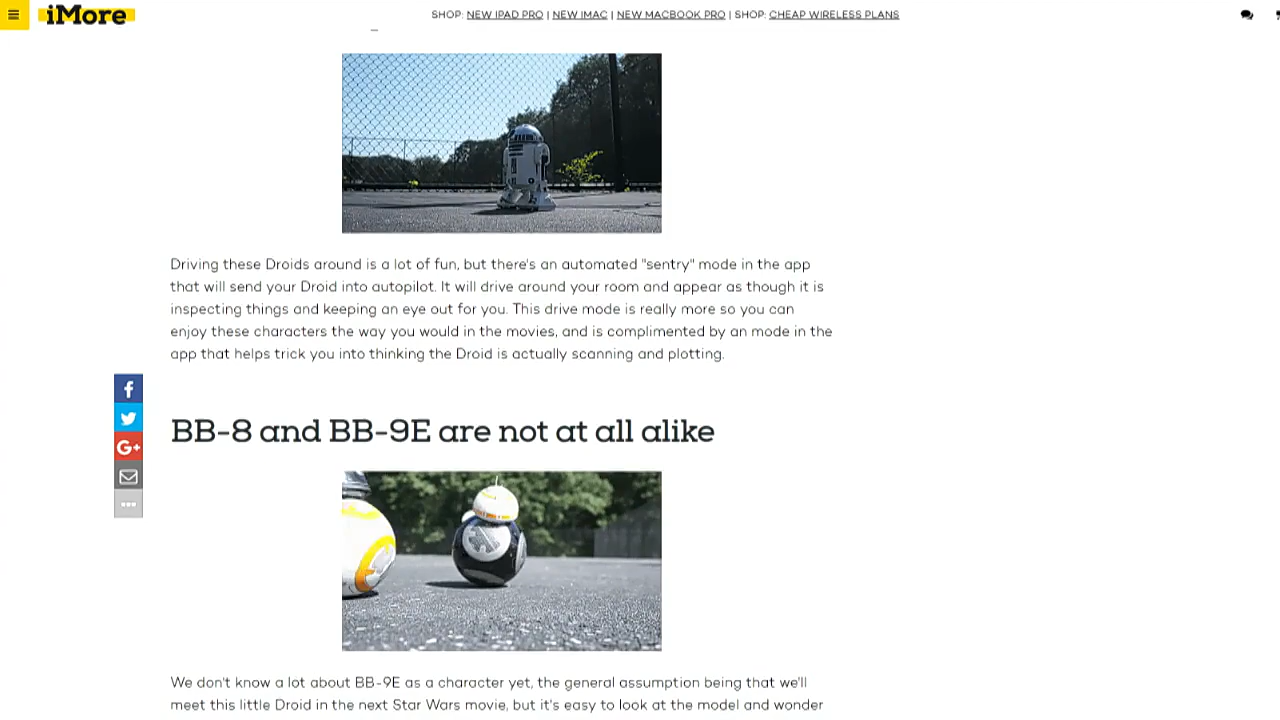 iMore
SHOP: NEW IPAD PRO | NEW IMAC | NEW MACBOOK PRO | SHOP: CHEAP WIRELESS PLANS
Driving these Droids around is a lot of fun, but there's an automated "sentry" mode in the app
that will send your Droid into autopilot. It will drive around your room and appear as though it is
inspecting things and keeping an eye out for you. This drive mode is really more so you can
enjoy these characters the way you would in the movies, and is complimented by an mode in the
app that helps trick you into thinking the Droid is actually scanning and plotting.
BB-8 and BB-9E are not at all alike
We don't know a lot about BB-9E as a character yet, the general assumption being that we'll
meet this little Droid in the next Star Wars movie, but it's easy to look at the model and wonder